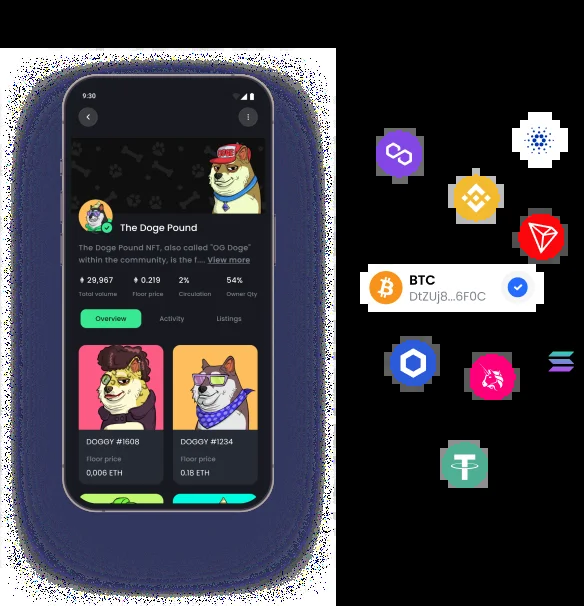 9:30
DOGE
The Doge Pound
The Doge Pound NFT, also called "OG Doge"
within the community, is the f.... View more
29,967 0.219 2% 54%
Total volume Floor price Circulation Owner Qty
Overview Activity Listings
DOGGY #1608 DOGGY #1234
Floor price Floor price
0,006 ETH 0.18 ETH
BTC
DtZUj8...6F0C